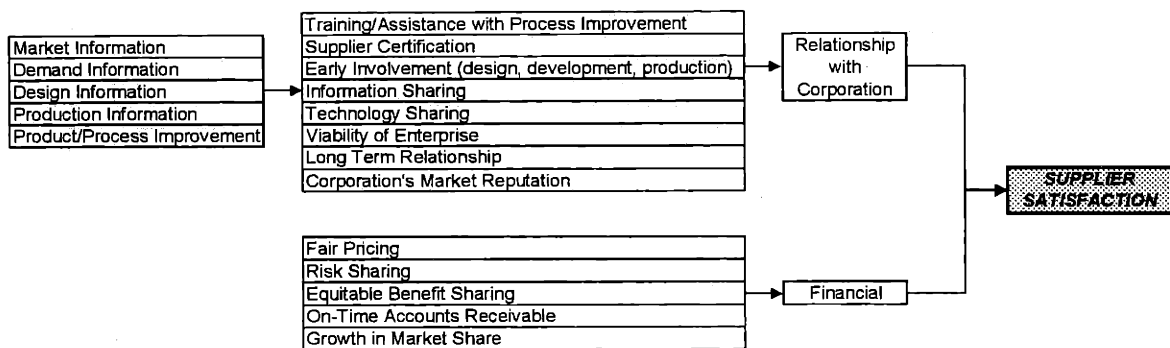 Market Information
Demand Information
Design Information
Production Information
Product/Process Improvement
Training/Assistance with Process Improvement
Supplier Certification
Early Involvement (design, development, production)
Information Sharing
Technology Sharing
Viability of Enterprise
Long Term Relationship
Corporation's Market Reputation
Relationship
with
Corporation
Fair Pricing
Risk Sharing
Equitable Benefit Sharing
On-Time Accounts Receivable
Growth in Market Share
Financial
SUPPLIER
SATISFACTION